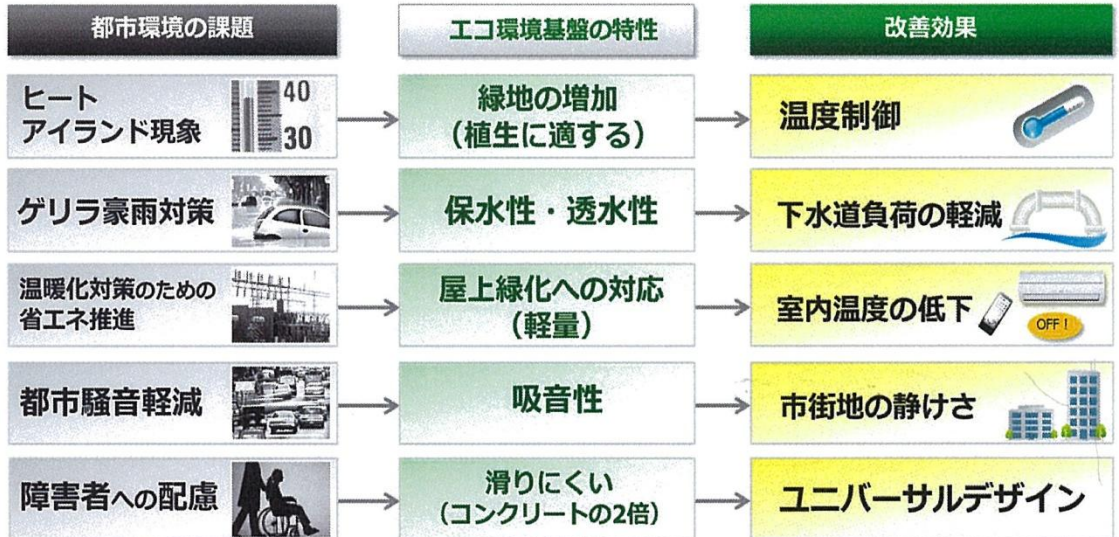 都市環境の課題
エコ環境基盤の特性
改善効果
ヒート
アイランド現象
40
30
緑地の増加
（植生に適する）
温度制御
ゲリラ豪雨対策
保水性・透水性
下水道負荷の軽減
温暖化対策のための
省エネ推進
屋上緑化への対応
（軽量）
室内温度の低下
OFF！
都市騒音軽減
吸音性
市街地の静けさ
障害者への配慮
滑りにくい
（コンクリートの2倍）
ユニバーサルデザイン